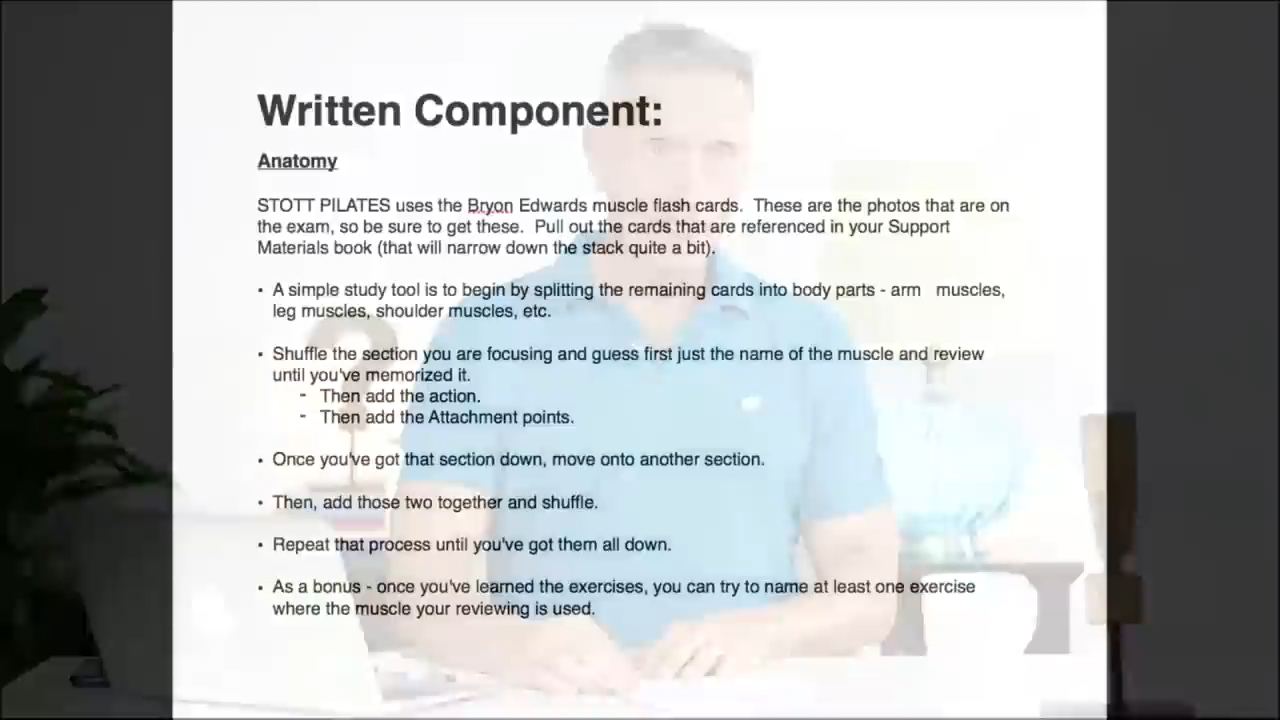 Written Component:
Anatomy
STOTT PILATES uses the Bryon Edwards muscle flash cards. These are the photos that are on
the exam, so be sure to get these. Pull out the cards that are referenced in your Support
Materials book (that will narrow down the stack quite a bit).
• A simple study tool is to begin by splitting the remaining cards into body parts - arm muscles,
leg muscles, shoulder muscles, etc.
• Shuffle the section you are focusing and guess first just the name of the muscle and review
until you've memorized it.
- Then add the action.
- Then add the Attachment points.
• Once you've got that section down, move onto another section.
• Then, add those two together and shuffle.
• Repeat that process until you've got them all down.
• As a bonus - once you've learned the exercises, you can try to name at least one exercise
where the muscle your reviewing is used.